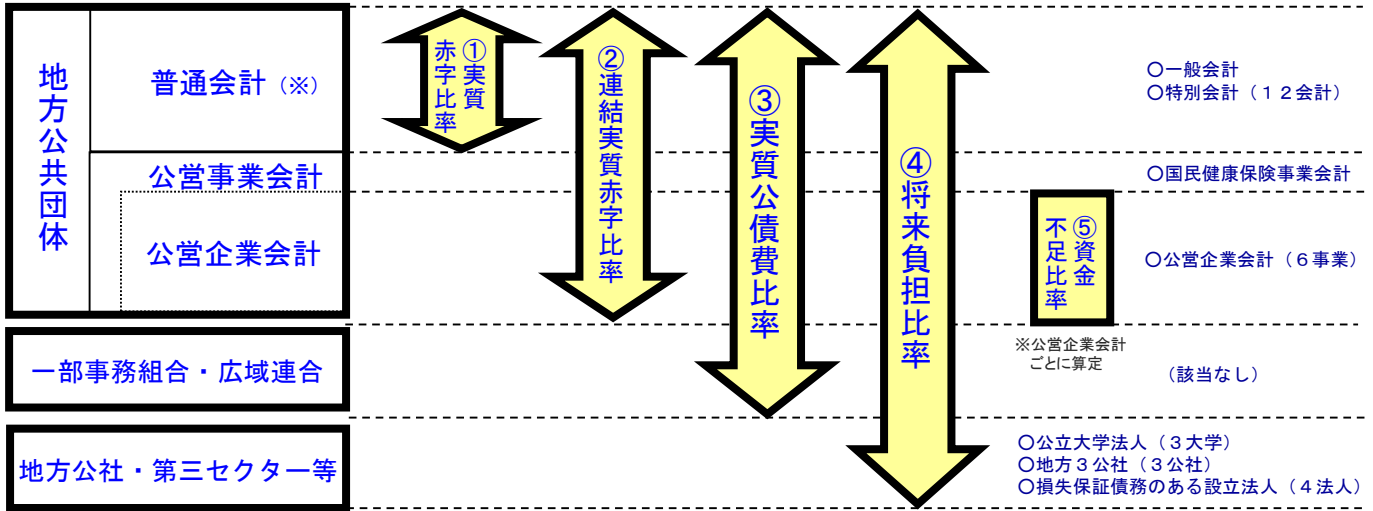 地方公共団体
普通会計（※）
公営事業会計
公営企業会計
一部事務組合・広域連合
地方公社・第三セクター等
①実質
赤字比率
②連結実質赤字比率
③実質公債費比率
④将来負担比率
⑤資金
不足比率
※公営企業会計
ごとに算定
○一般会計
○特別会計（１２会計）
○国民健康保険事業会計
○公営企業会計（６事業）
（該当なし）
○公立大学法人（３大学）
○地方３公社（３公社）
○損失保証債務のある設立法人（４法人）